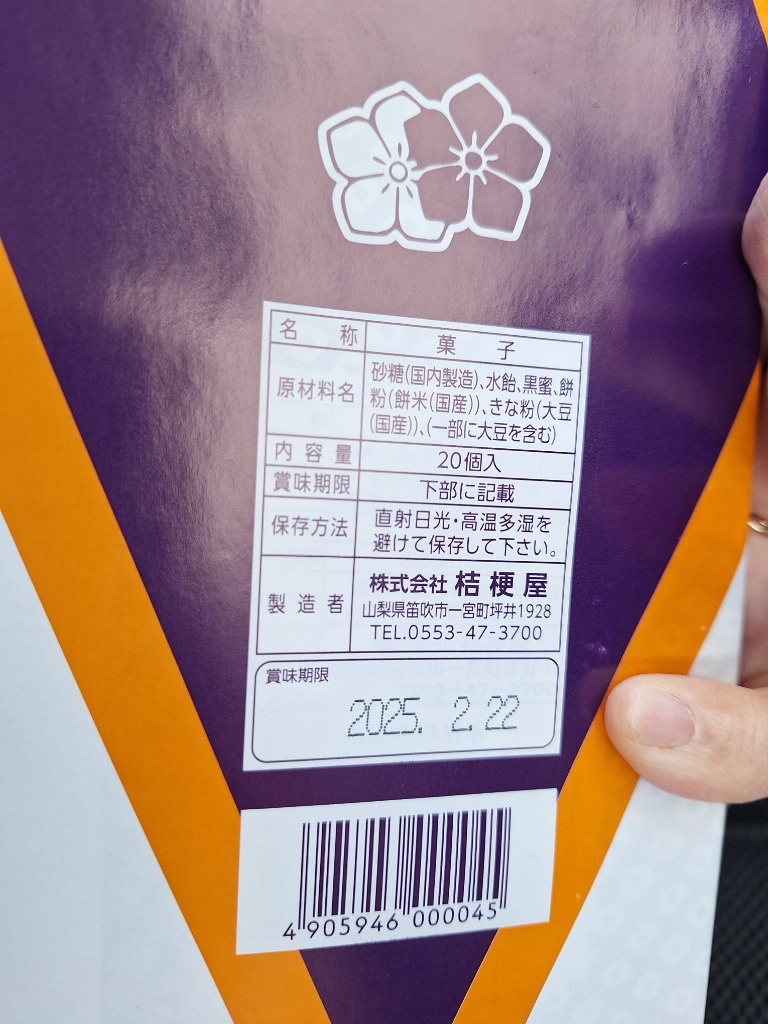 名称 菓子
原材料名 砂糖(国内製造)、水飴、黒蜜、餅
粉(餅米(国産))、きな粉(大豆
(国産))、(一部に大豆を含む)
内容量 20個入
賞味期限 下部に記載
保存方法 直射日光・高温多湿を
避けて保存して下さい。
製造者 株式会社 桔梗屋
山梨県笛吹市一宮町坪井1928
TEL.0553-47-3700
賞味期限
2025. 2. 22
4 905946 000045